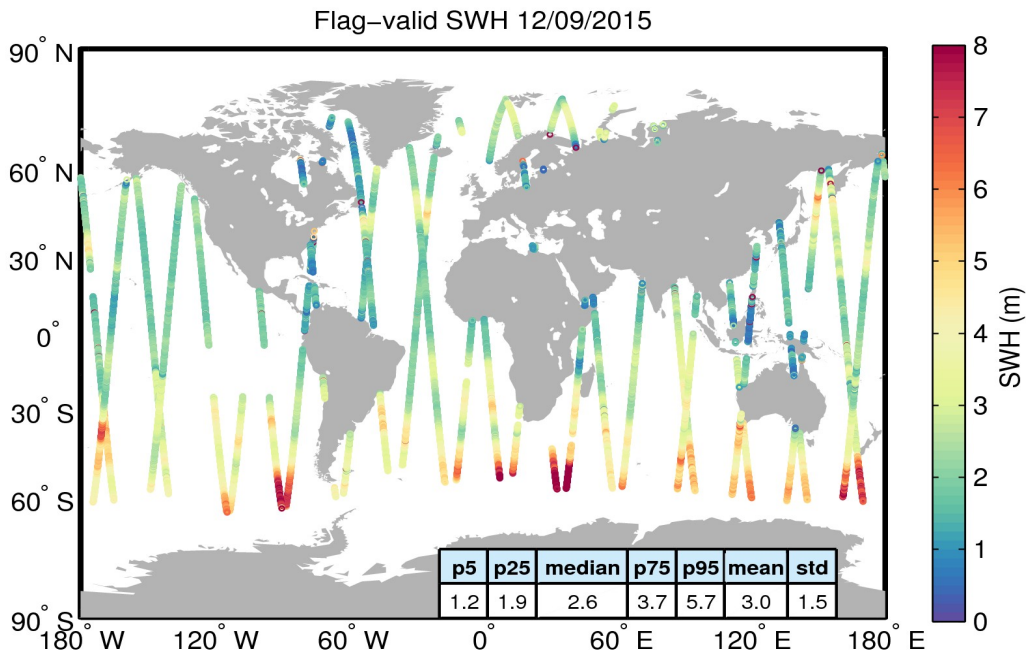 Flag−valid SWH 12/09/2015
90° N
60° N
30° N
0°
30° S
60° S
90° S
180° W
120° W
60° W
0°
60° E
120° E
180° E
p5 p25 median p75 p95 mean std
1.2 1.9 2.6 3.7 5.7 3.0 1.5
8
7
6
5
4
3
2
1
0
SWH (m)